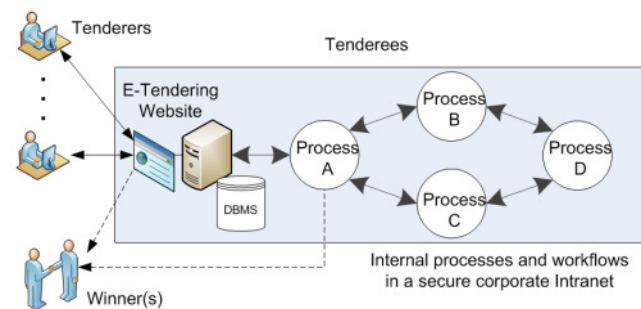 Tenderers
Tenderees
E-Tendering
Website
DBMS
Process
A
Process
B
Process
C
Process
D
Winner(s)
Internal processes and workflows
in a secure corporate Intranet